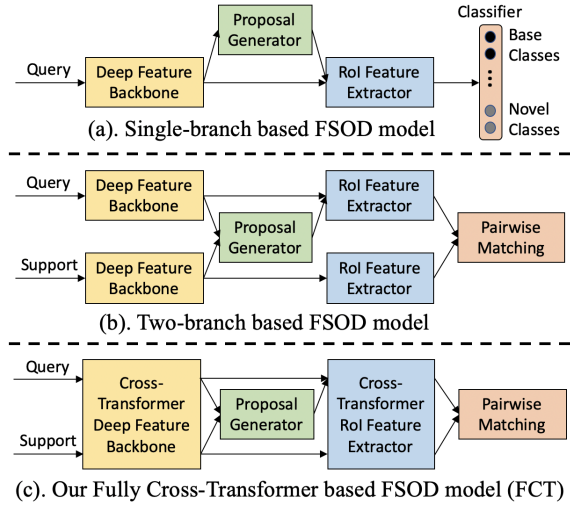 Classifier
Proposal
Generator
Base
Classes
Query
Deep Feature
Backbone
RoI Feature
Extractor
Novel
Classes
(a). Single-branch based FSOD model
Query
Deep Feature
Backbone
RoI Feature
Extractor
Proposal
Generator
Pairwise
Matching
Support
Deep Feature
Backbone
RoI Feature
Extractor
(b). Two-branch based FSOD model
Query
Support
Cross-
Transformer
Deep Feature
Backbone
Proposal
Generator
Cross-
Transformer
RoI Feature
Extractor
Pairwise
Matching
(c). Our Fully Cross-Transformer based FSOD model (FCT)